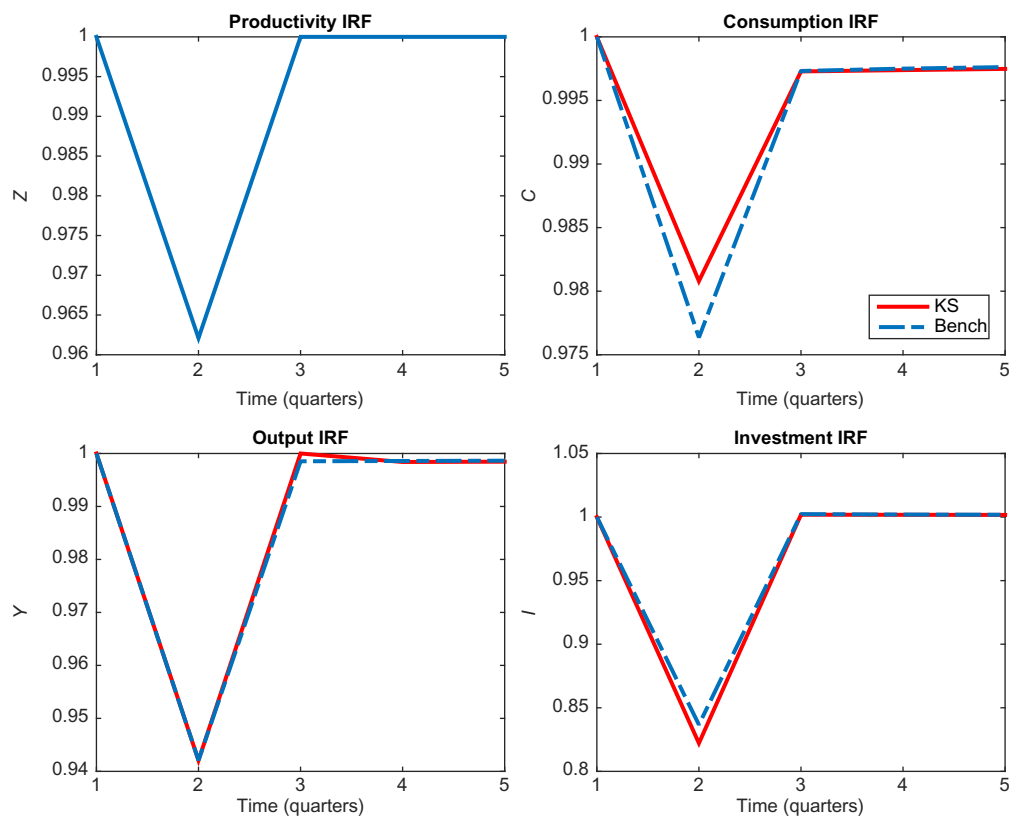 Productivity IRF
1
0.995
0.99
0.985
0.98
0.975
0.97
0.965
0.96
Z
1 2 3 4 5
Time (quarters)
Consumption IRF
1
0.995
0.99
0.985
0.98
0.975
C
KS
Bench
1 2 3 4 5
Time (quarters)
Output IRF
1
0.99
0.98
0.97
0.96
0.95
0.94
Y
1 2 3 4 5
Time (quarters)
Investment IRF
1.05
1
0.95
0.9
0.85
0.8
I
1 2 3 4 5
Time (quarters)